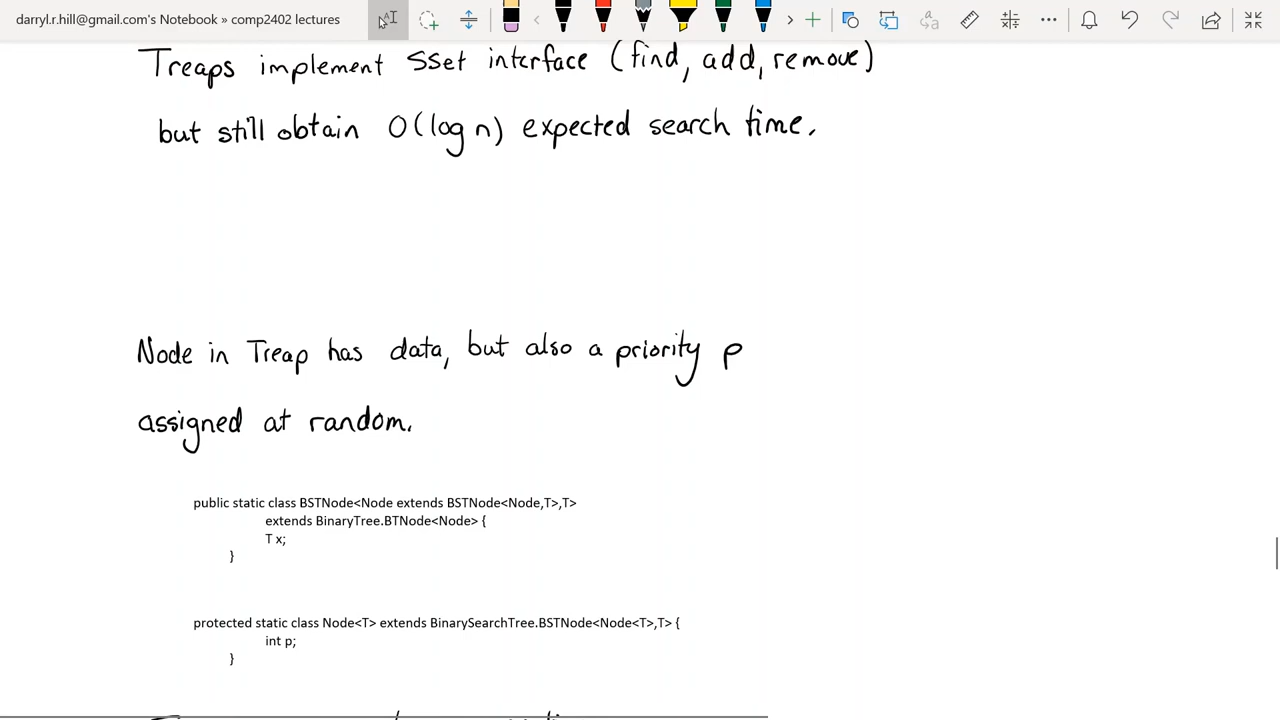 darryl.r.hill@gmail.com's Notebook » comp2402 lectures
Treaps implement SSet interface (find, add, remove)
but still obtain O(log n) expected search time.
Node in Treap has data, but also a priority p
assigned at random.
public static class BSTNode<Node extends BSTNode<Node,T>,T>
extends BinaryTree.BTNode<Node> {
T x;
}
protected static class Node<T> extends BinarySearchTree.BSTNode<Node<T>,T> {
int p;
}